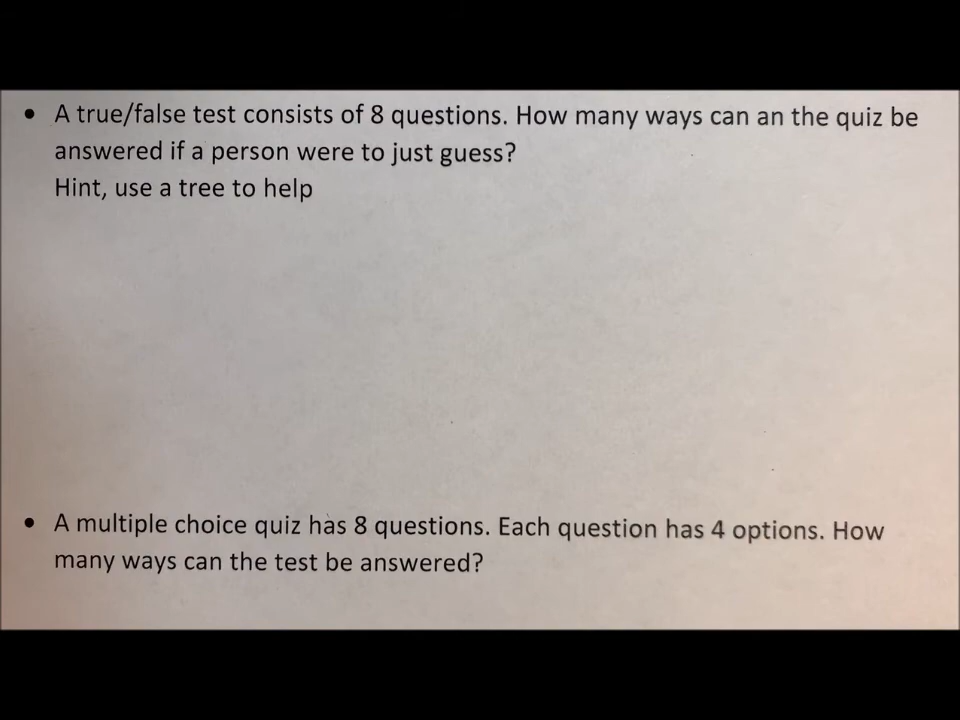 • A true/false test consists of 8 questions. How many ways can an the quiz be
answered if a person were to just guess?
Hint, use a tree to help
• A multiple choice quiz has 8 questions. Each question has 4 options. How
many ways can the test be answered?